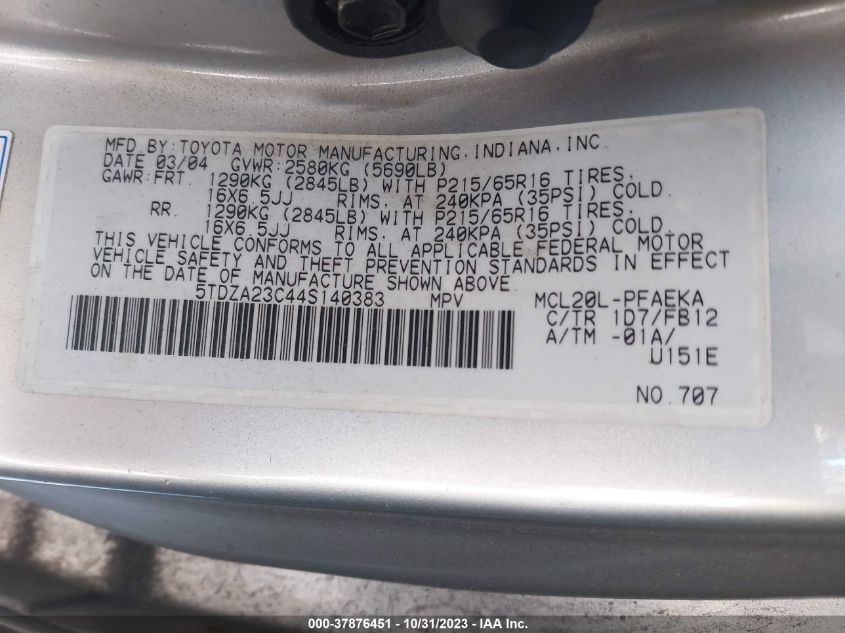 MFD.BY:TOYOTA MOTOR MANUFACTURING,INDIANA,INC.
DATE 03/04 GVWR:2580KG (5690LB)
GAWR:FRT. 1290KG (2845LB) WITH P215/65R16 TIRES.
16X6.5JJ RIMS. AT 240KPA (35PSI) COLD.
RR. 1290KG (2845LB) WITH P215/65R16 TIRES.
16X6.5JJ RIMS. AT 240KPA (35PSI) COLD.
THIS VEHICLE CONFORMS TO ALL APPLICABLE FEDERAL MOTOR
VEHICLE SAFETY AND THEFT PREVENTION STANDARDS IN EFFECT
ON THE DATE OF MANUFACTURE SHOWN ABOVE.
5TDZA23C44S140383 MPV MCL20L-PFAEKA
C/TR 1D7/FB12
A/TM -01A/
U151E
NO.707
000-37876451 - 10/31/2023 - IAA Inc.